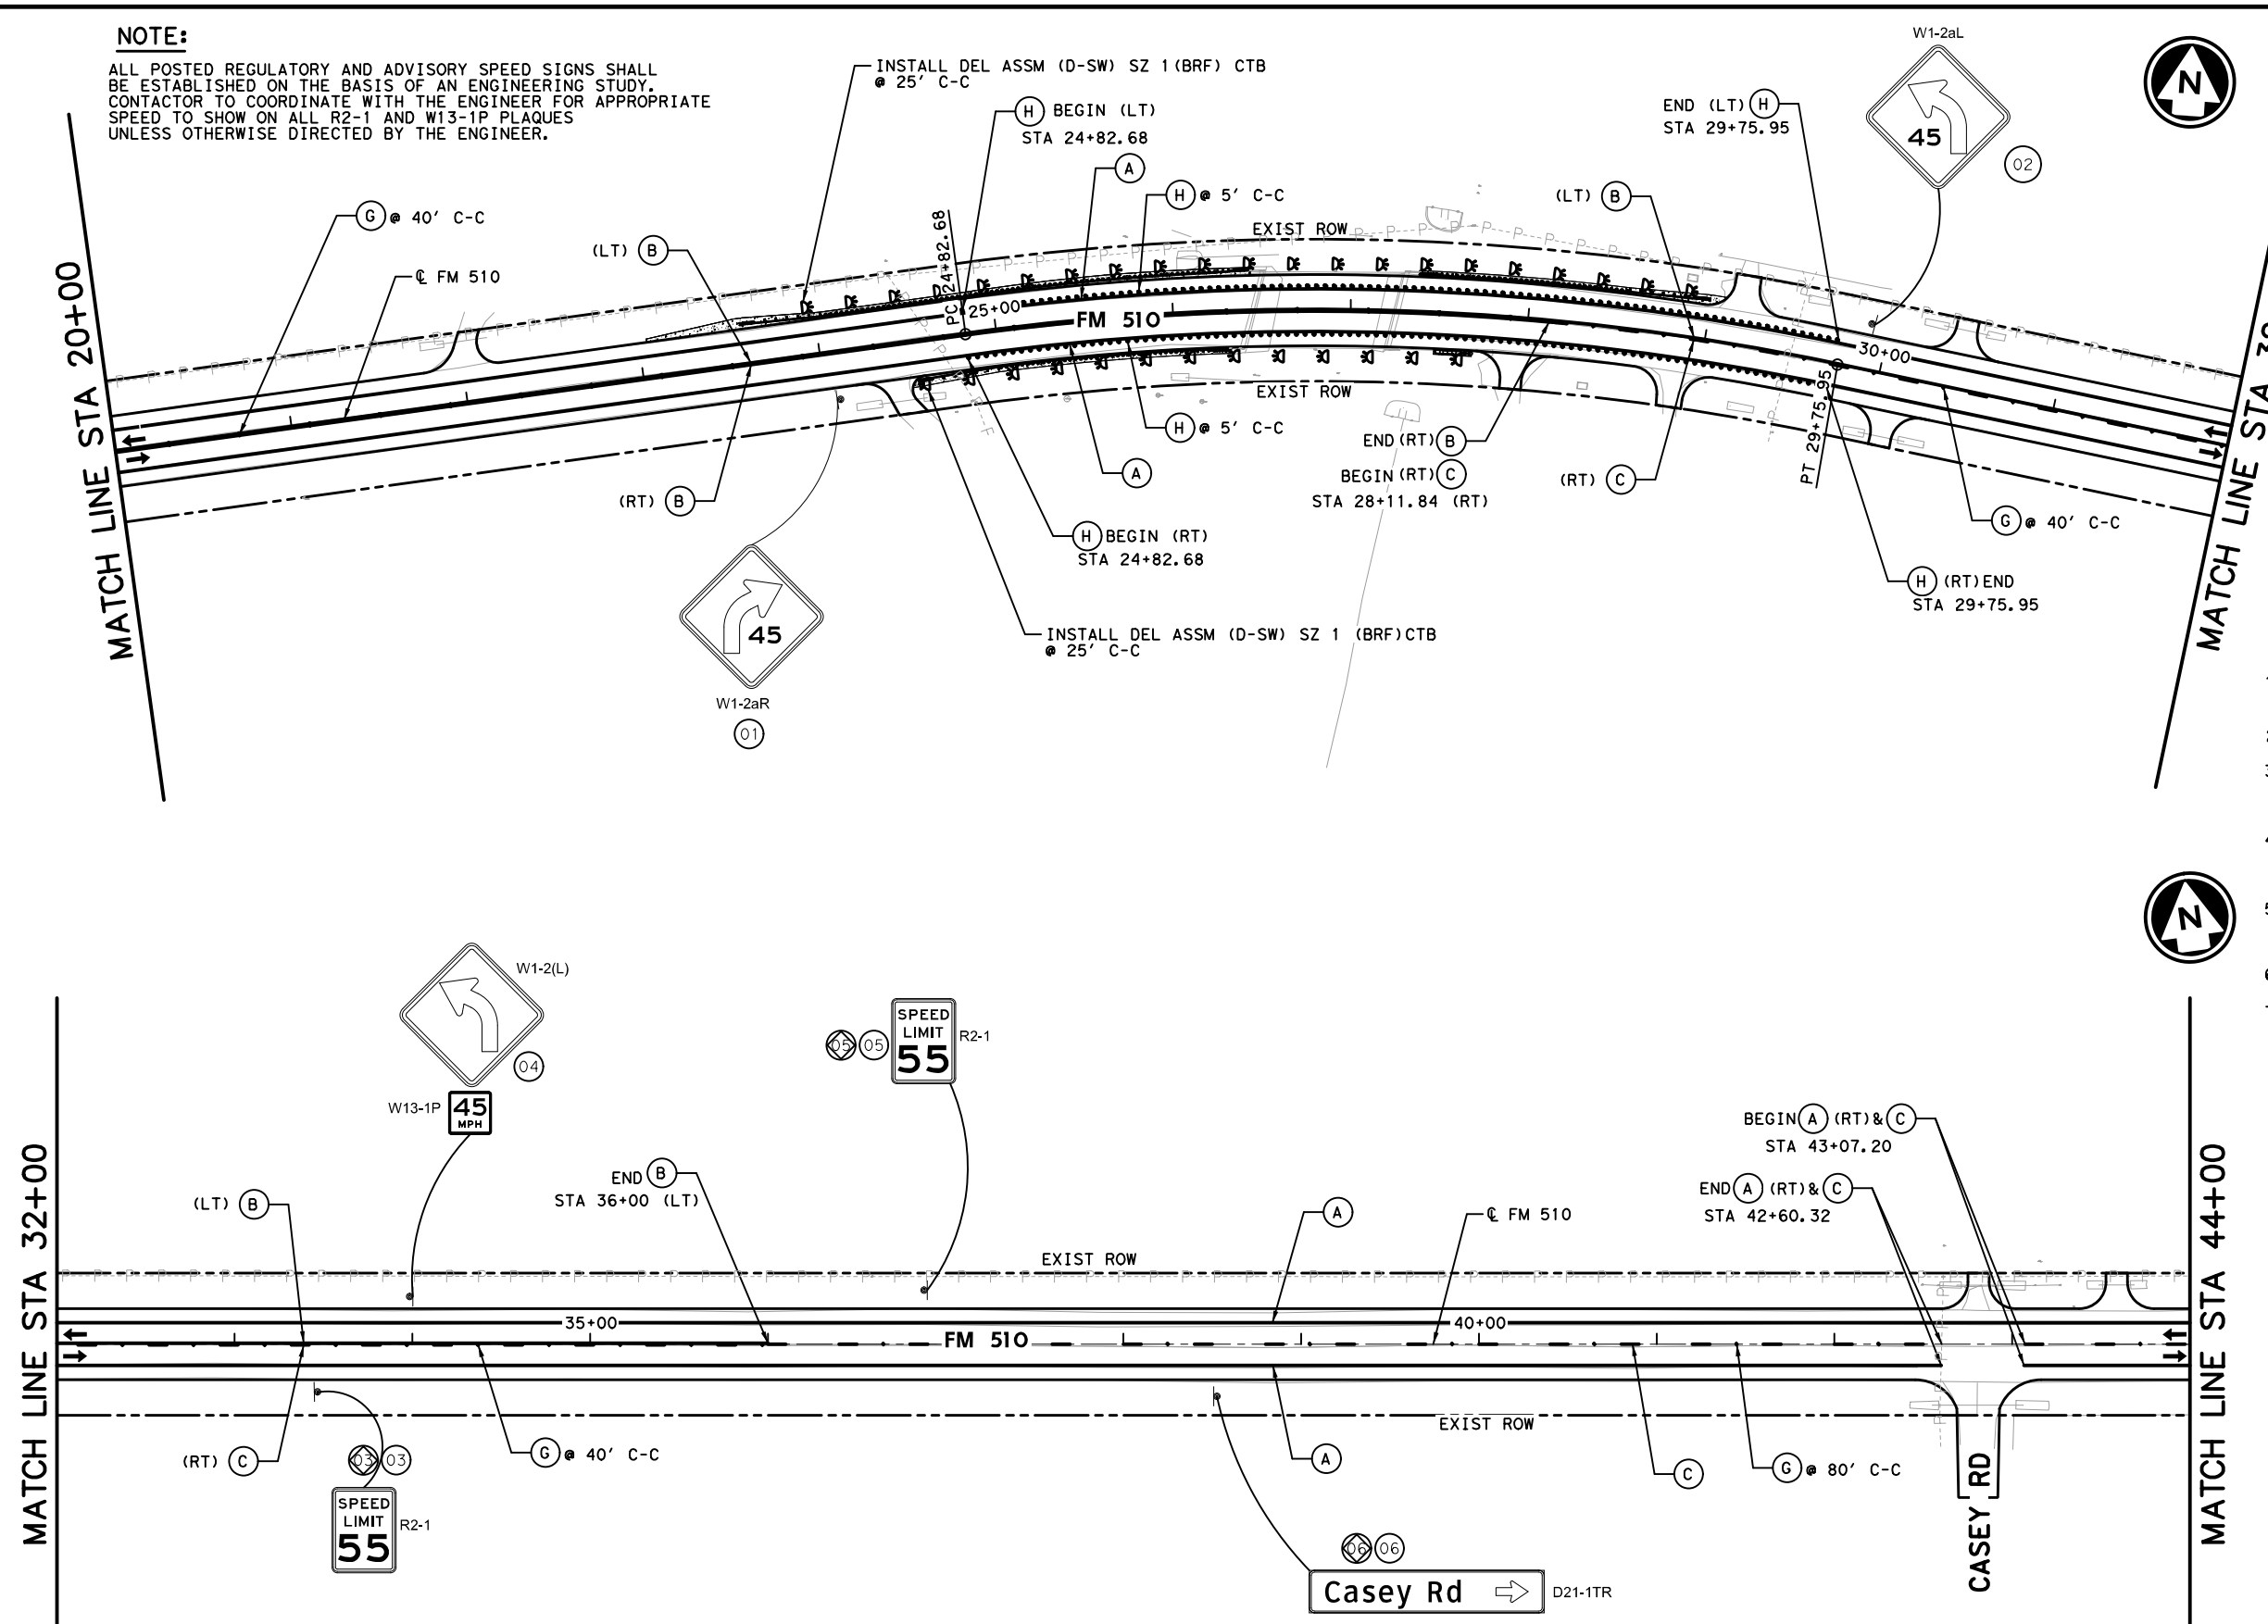 NOTE:
ALL POSTED REGULATORY AND ADVISORY SPEED SIGNS SHALL
BE ESTABLISHED ON THE BASIS OF AN ENGINEERING STUDY.
CONTACTOR TO COORDINATE WITH THE ENGINEER FOR APPROPRIATE
SPEED TO SHOW ON ALL R2-1 AND W13-1P PLAQUES
UNLESS OTHERWISE DIRECTED BY THE ENGINEER.
INSTALL DEL ASSM (D-SW) SZ 1(BRF) CTB
@ 25' C-C
H BEGIN (LT)
STA 24+82.68
A
H @ 5' C-C
G @ 40' C-C
(LT) B
℄ FM 510
PC 24+82.68
25+00
FM 510
EXIST ROW
EXIST ROW
END (LT) H
STA 29+75.95
(LT) B
W1-2aL
45
02
N
MATCH LINE STA 20+00
(RT) B
H @ 5' C-C
A
H BEGIN (RT)
STA 24+82.68
INSTALL DEL ASSM (D-SW) SZ 1 (BRF)CTB
@ 25' C-C
45
W1-2aR
01
END (RT) B
BEGIN (RT) C
STA 28+11.84 (RT)
(RT) C
PT 29+75.95
30+00
G @ 40' C-C
H (RT) END
STA 29+75.95
MATCH LINE STA
N
W1-2(L)
04
W13-1P
45
MPH
05 05
SPEED
LIMIT
55
R2-1
BEGIN A (RT)& C
STA 43+07.20
END A (RT)& C
STA 42+60.32
(LT) B
END B
STA 36+00 (LT)
A
℄ FM 510
EXIST ROW
35+00
FM 510
40+00
EXIST ROW
MATCH LINE STA 32+00
MATCH LINE STA 44+00
(RT) C
03 03
SPEED
LIMIT
55
R2-1
G @ 40' C-C
A
C
G @ 80' C-C
CASEY RD
06 06
Casey Rd
D21-1TR